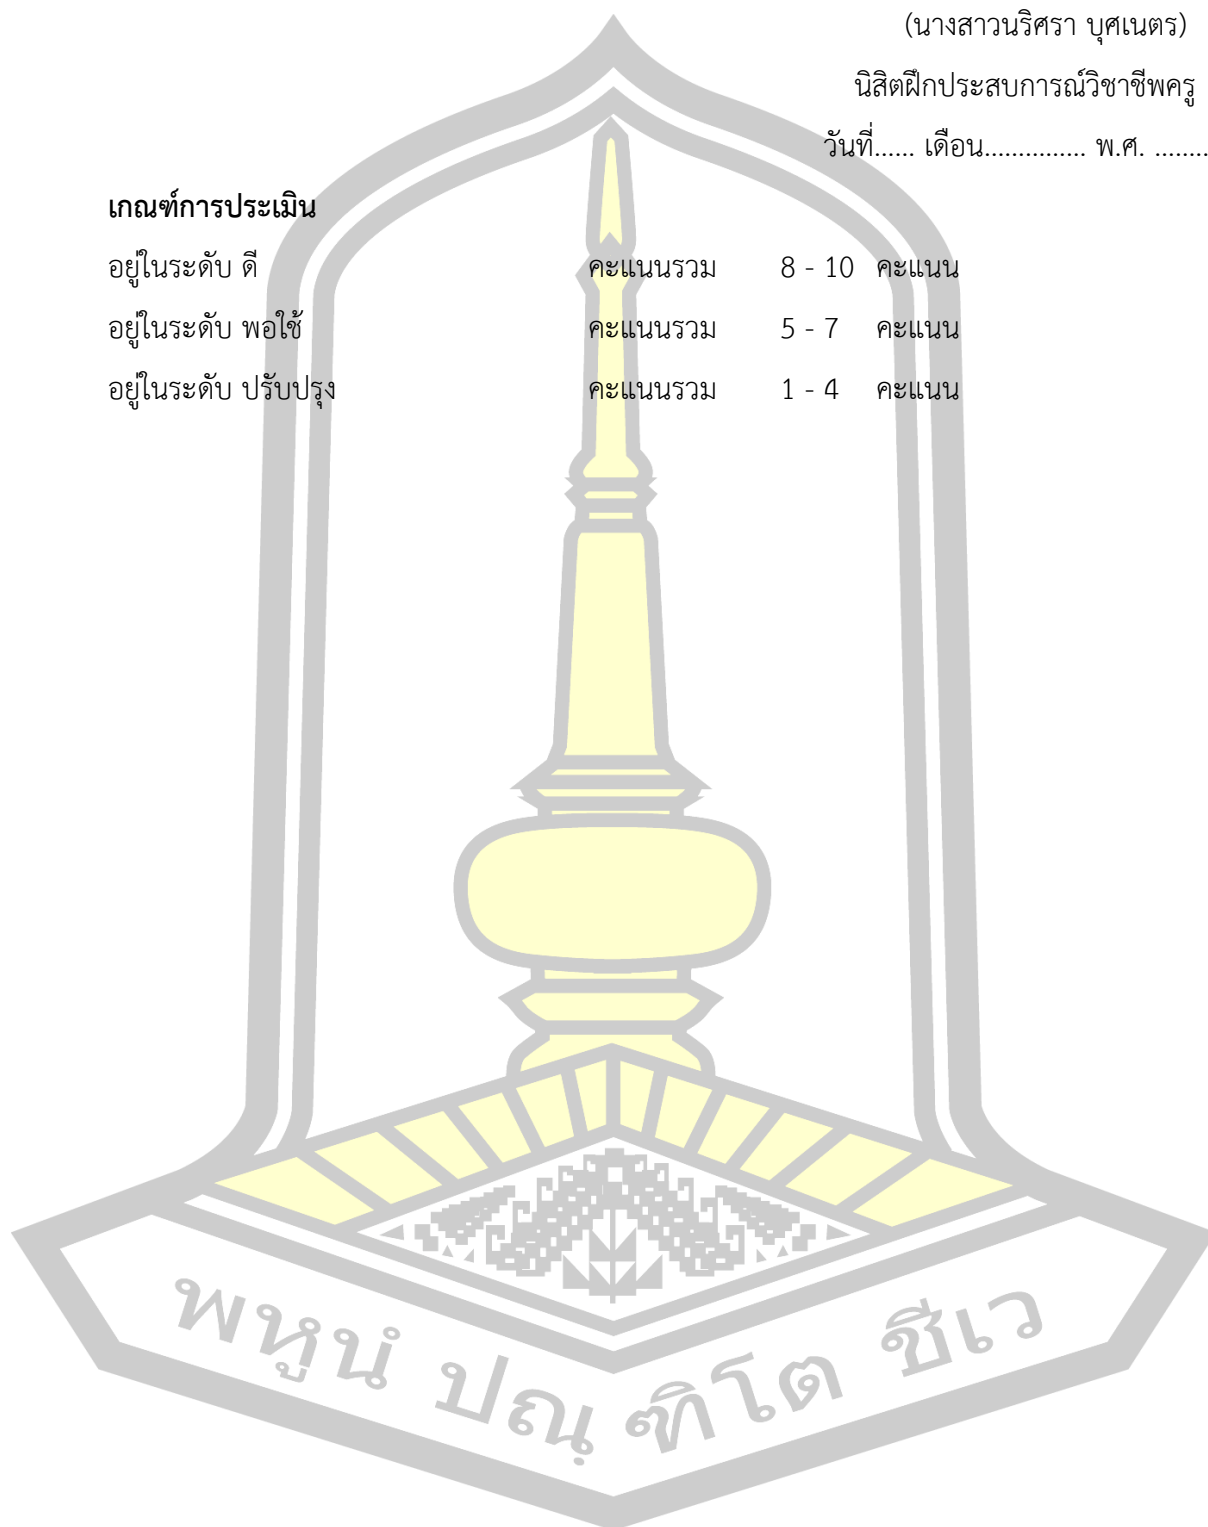 (นางสาวนริศรา บุศเนตร)
นิสิตฝึกประสบการณ์วิชาชีพครู
วันที่...... เดือน............... พ.ศ. ........
เกณฑ์การประเมิน
อยู่ในระดับ ดี คะแนนรวม 8 - 10 คะแนน
อยู่ในระดับ พอใช้ คะแนนรวม 5 - 7 คะแนน
อยู่ในระดับ ปรับปรุง คะแนนรวม 1 - 4 คะแนน
พหูนํ ปณฺฑิโต ชีเว